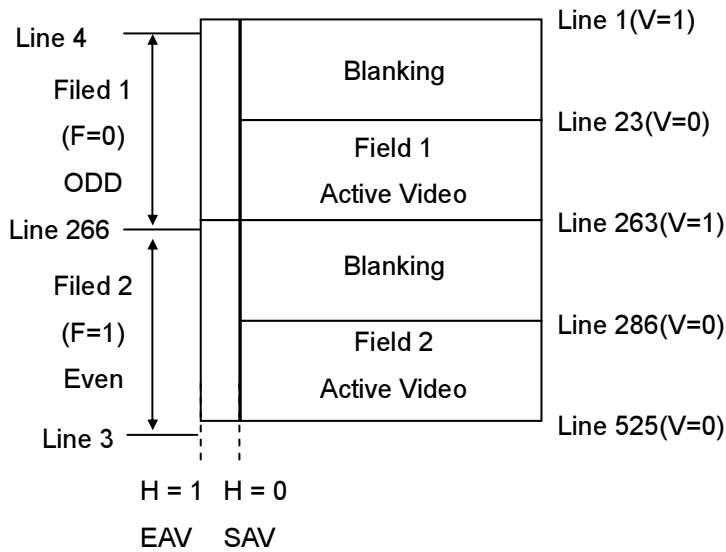 Line 4
Filed 1
(F=0)
ODD
Line 266
Filed 2
(F=1)
Even
Line 3
Blanking
Field 1
Active Video
Blanking
Field 2
Active Video
Line 1(V=1)
Line 23(V=0)
Line 263(V=1)
Line 286(V=0)
Line 525(V=0)
H = 1 H = 0
EAV SAV